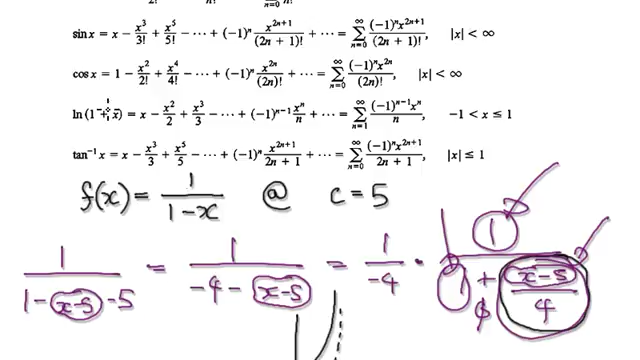 n=0
sin x = x − x³/3! + x⁵/5! − ··· + (−1)ⁿ x²ⁿ⁺¹/(2n + 1)! + ··· = ∑_{n=0}^{∞} (−1)ⁿx²ⁿ⁺¹/(2n + 1)!, |x| < ∞
cos x = 1 − x²/2! + x⁴/4! − ··· + (−1)ⁿ x²ⁿ/(2n)! + ··· = ∑_{n=0}^{∞} (−1)ⁿx²ⁿ/(2n)!, |x| < ∞
ln (1 + x) = x − x²/2 + x³/3 − ··· + (−1)ⁿ⁻¹ xⁿ/n + ··· = ∑_{n=1}^{∞} (−1)ⁿ⁻¹xⁿ/n, −1 < x ≤ 1
tan⁻¹ x = x − x³/3 + x⁵/5 − ··· + (−1)ⁿ x²ⁿ⁺¹/(2n + 1) + ··· = ∑_{n=0}^{∞} (−1)ⁿx²ⁿ⁺¹/(2n + 1), |x| ≤ 1
f(x) = 1/(1−x) @ c = 5
1/(1−(x−5)−5) = 1/(−4−(x−5)) = 1/−4 · 1/(1 + (x−5)/4)